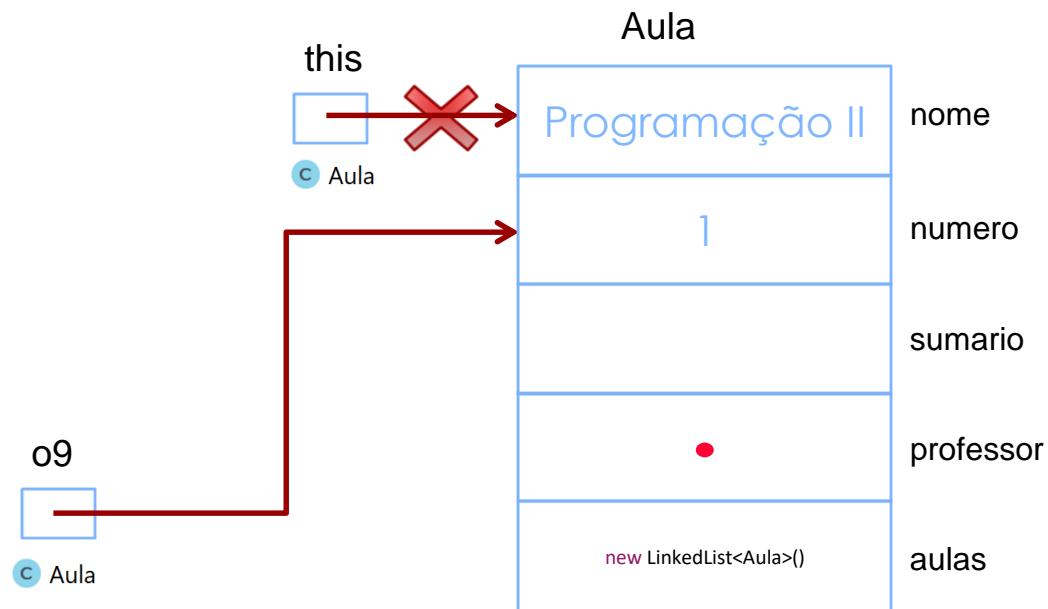 Aula
this
Programação II
nome
C Aula
1
numero
sumario
o9
professor
C Aula
new LinkedList<Aula>()
aulas